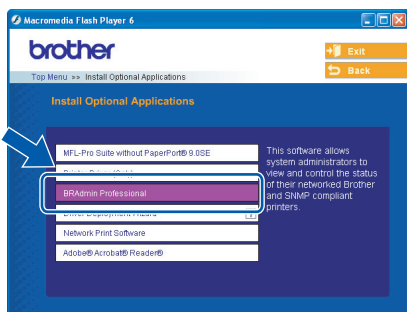 Macromedia Flash Player 6
brother
Exit
Back
Top Menu »» Install Optional Applications
Install Optional Applications
MFL-Pro Suite without PaperPort® 9.0SE
BRAdmin Professional
Network Print Software
Adobe® Acrobat® Reader®
This software allows
system administrators to
view and control the status
of their networked Brother
and SNMP compliant
printers.